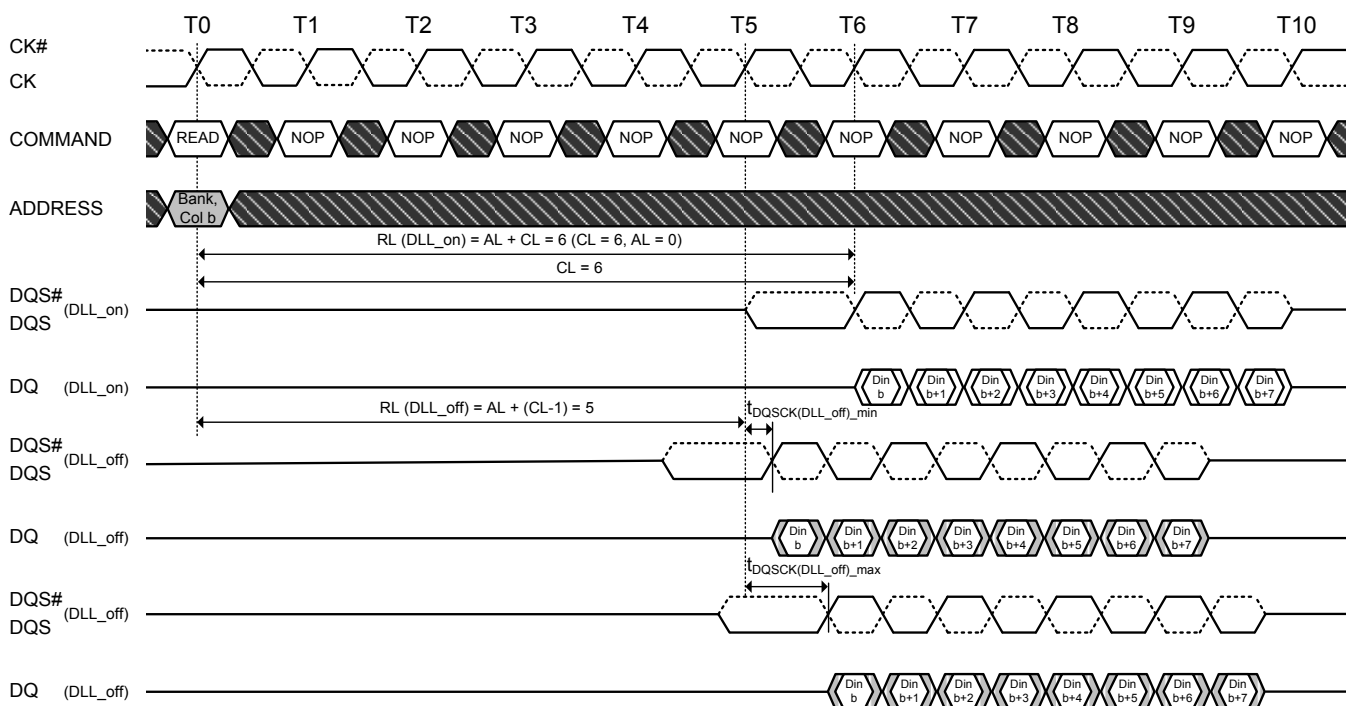 T0 T1 T2 T3 T4 T5 T6 T7 T8 T9 T10
CK#
CK
COMMAND READ NOP NOP NOP NOP NOP NOP NOP NOP NOP NOP
ADDRESS Bank,
Col b
RL (DLL_on) = AL + CL = 6 (CL = 6, AL = 0)
CL = 6
DQS# (DLL_on)
DQS
DQ (DLL_on) Din b Din b+1 Din b+2 Din b+3 Din b+4 Din b+5 Din b+6 Din b+7
RL (DLL_off) = AL + (CL-1) = 5 tDQSCK(DLL_off)_min
DQS# (DLL_off)
DQS
DQ (DLL_off) Din b Din b+1 Din b+2 Din b+3 Din b+4 Din b+5 Din b+6 Din b+7
tDQSCK(DLL_off)_max
DQS# (DLL_off)
DQS
DQ (DLL_off) Din b Din b+1 Din b+2 Din b+3 Din b+4 Din b+5 Din b+6 Din b+7